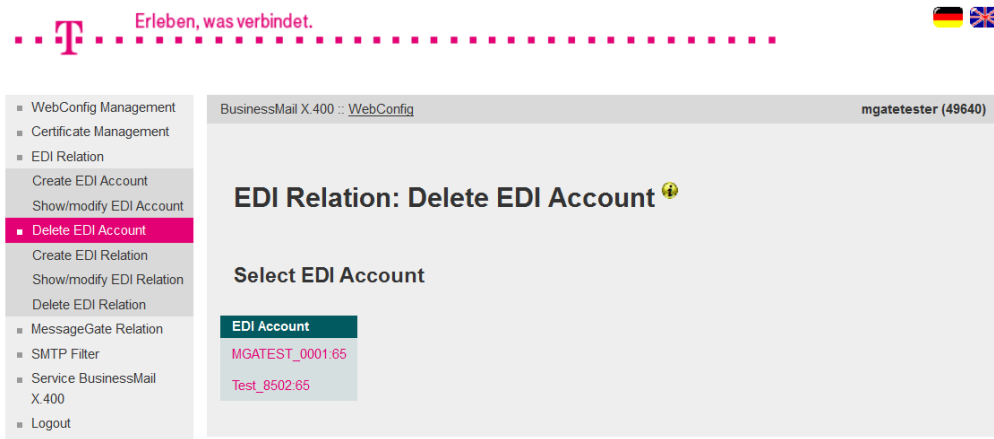 Erleben, was verbindet.
T
BusinessMail X.400 :: WebConfig
mgatetester (49640)
WebConfig Management
Certificate Management
EDI Relation
Create EDI Account
Show/modify EDI Account
Delete EDI Account
Create EDI Relation
Show/modify EDI Relation
Delete EDI Relation
MessageGate Relation
SMTP Filter
Service BusinessMail
X.400
Logout
EDI Relation: Delete EDI Account
Select EDI Account
EDI Account
MGATEST_0001:65
Test_8502:65